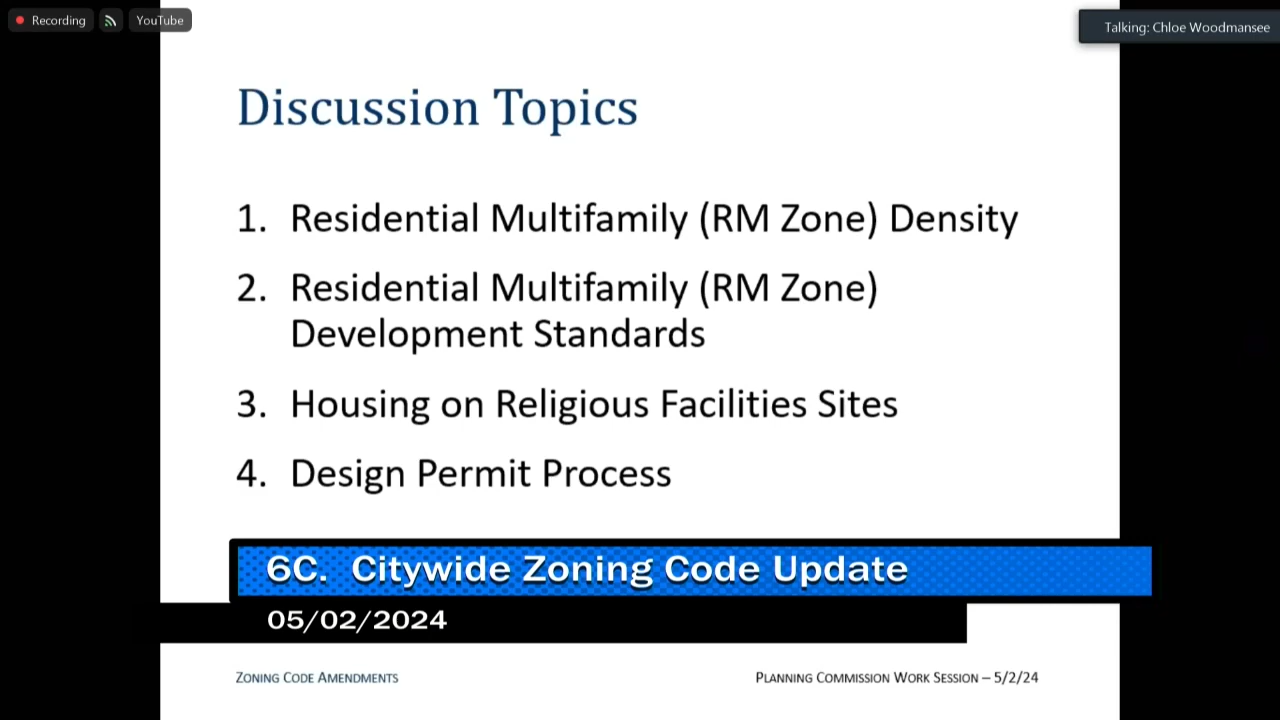 Recording
YouTube
Talking: Chloe Woodmansee
Discussion Topics
1. Residential Multifamily (RM Zone) Density
2. Residential Multifamily (RM Zone)
Development Standards
3. Housing on Religious Facilities Sites
4. Design Permit Process
6C. Citywide Zoning Code Update
05/02/2024
ZONING CODE AMENDMENTS
PLANNING COMMISSION WORK SESSION – 5/2/24